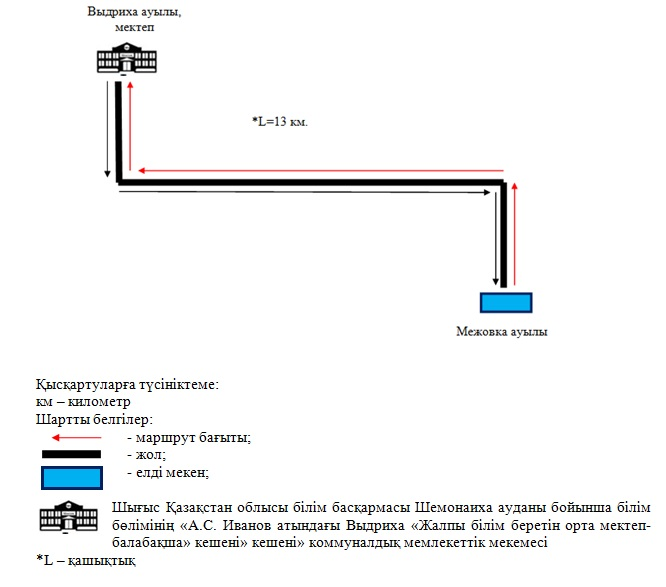 Выдриха ауылы,
мектеп
*L=13 км.
Межовка ауылы
Қысқартуларға түсініктеме:
км – километр
Шартты белгілер:
- маршрут бағыты;
- жол;
- елді мекен;
Шығыс Қазақстан облысы білім басқармасы Шемонаиха ауданы бойынша білім
бөлімінің «А.С. Иванов атындағы Выдриха «Жалпы білім беретін орта мектеп-
балабақша» кешені» кешені» коммуналдық мемлекеттік мекемесі
*L – қашықтық